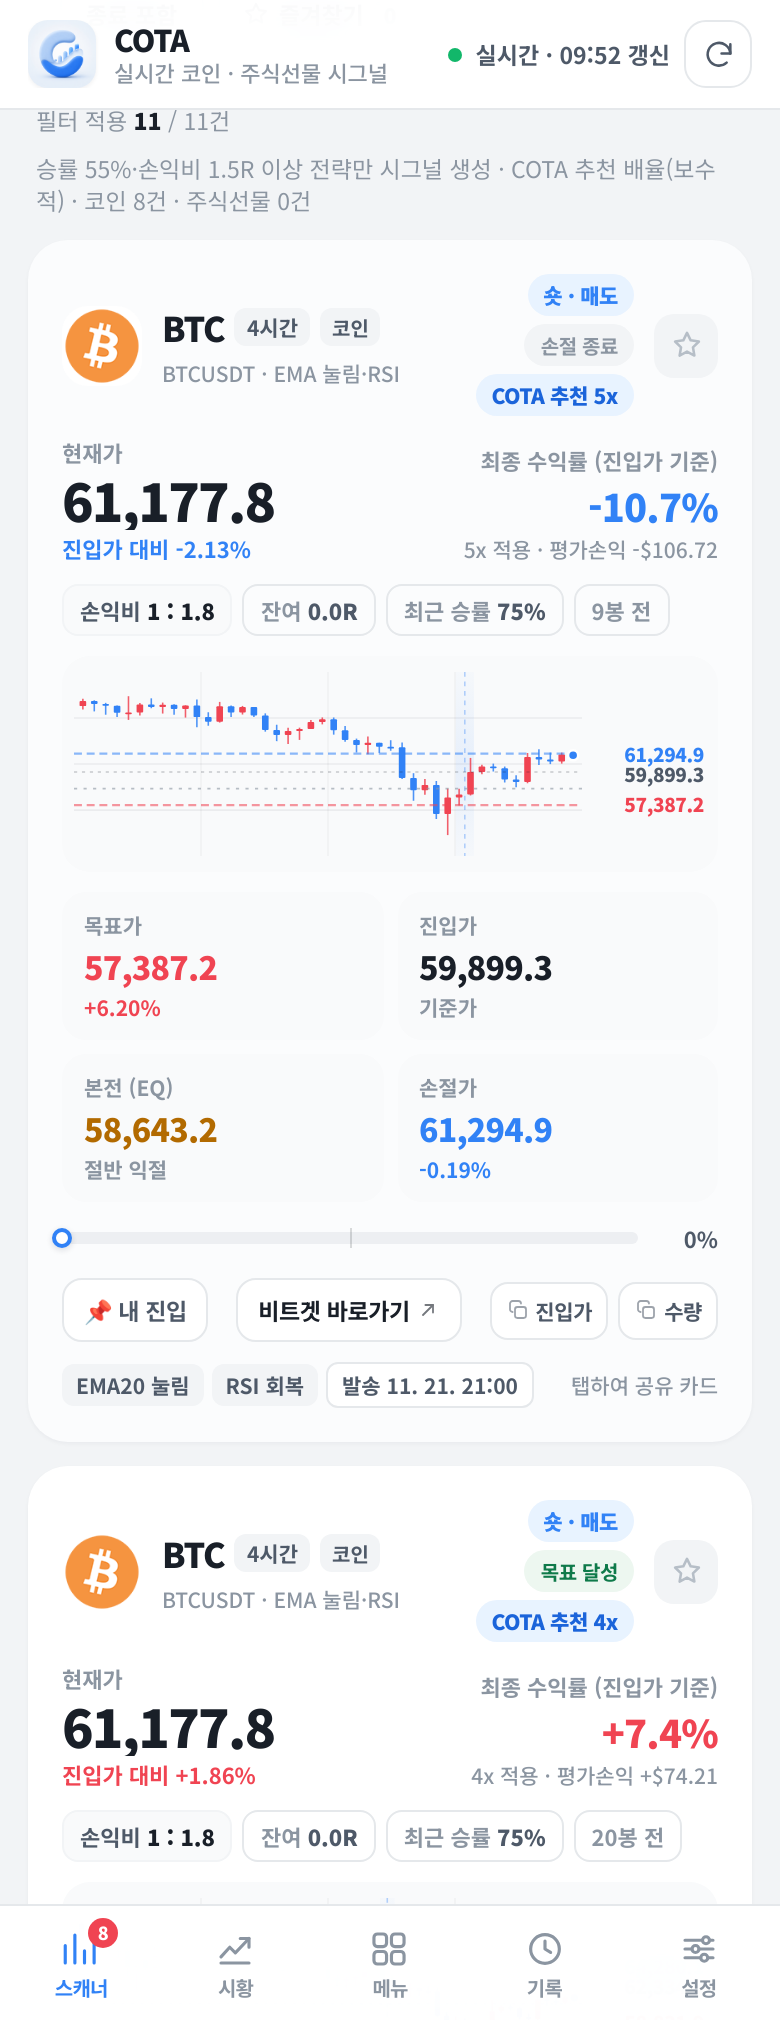 COTA
실시간 코인 · 주식선물 시그널
실시간 · 09:52 갱신
필터 적용 11 / 11건
승률 55%·손익비 1.5R 이상 전략만 시그널 생성 · COTA 추천 배율(보수
적) · 코인 8건 · 주식선물 0건
숏 · 매도
BTC 4시간 코인
손절 종료
BTCUSDT · EMA 눌림·RSI
COTA 추천 5x
현재가
최종 수익률 (진입가 기준)
61,177.8
-10.7%
진입가 대비 -2.13%
5x 적용 · 평가손익 -$106.72
손익비 1 : 1.8
잔여 0.0R
최근 승률 75%
9봉 전
61,294.9
59,899.3
57,387.2
목표가
57,387.2
+6.20%
진입가
59,899.3
기준가
본전 (EQ)
58,643.2
절반 익절
손절가
61,294.9
-0.19%
0%
📌 내 진입
비트겟 바로가기 ↗
진입가
수량
EMA20 눌림
RSI 회복
발송 11. 21. 21:00
탭하여 공유 카드
숏 · 매도
BTC 4시간 코인
목표 달성
BTCUSDT · EMA 눌림·RSI
COTA 추천 4x
현재가
최종 수익률 (진입가 기준)
61,177.8
+7.4%
진입가 대비 +1.86%
4x 적용 · 평가손익 +$74.21
손익비 1 : 1.8
잔여 0.0R
최근 승률 75%
20봉 전
8
스캐너
시황
메뉴
기록
설정